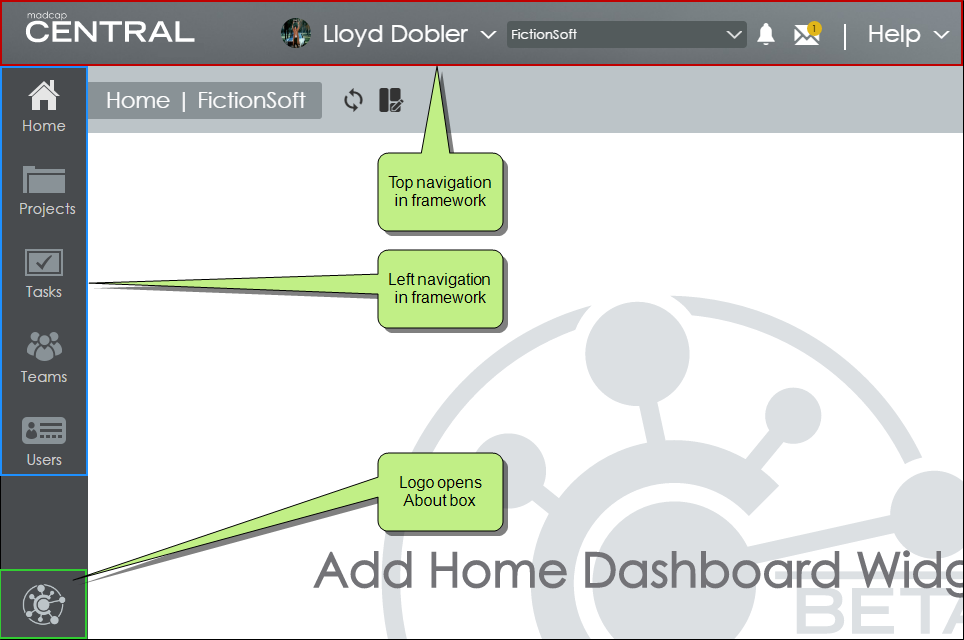 madcap
CENTRAL
Lloyd Dobler
FictionSoft
1
Help
Home | FictionSoft
Home
Projects
Tasks
Teams
Users
Top navigation
in framework
Left navigation
in framework
Logo opens
About box
Add Home Dashboard Widg
BETA